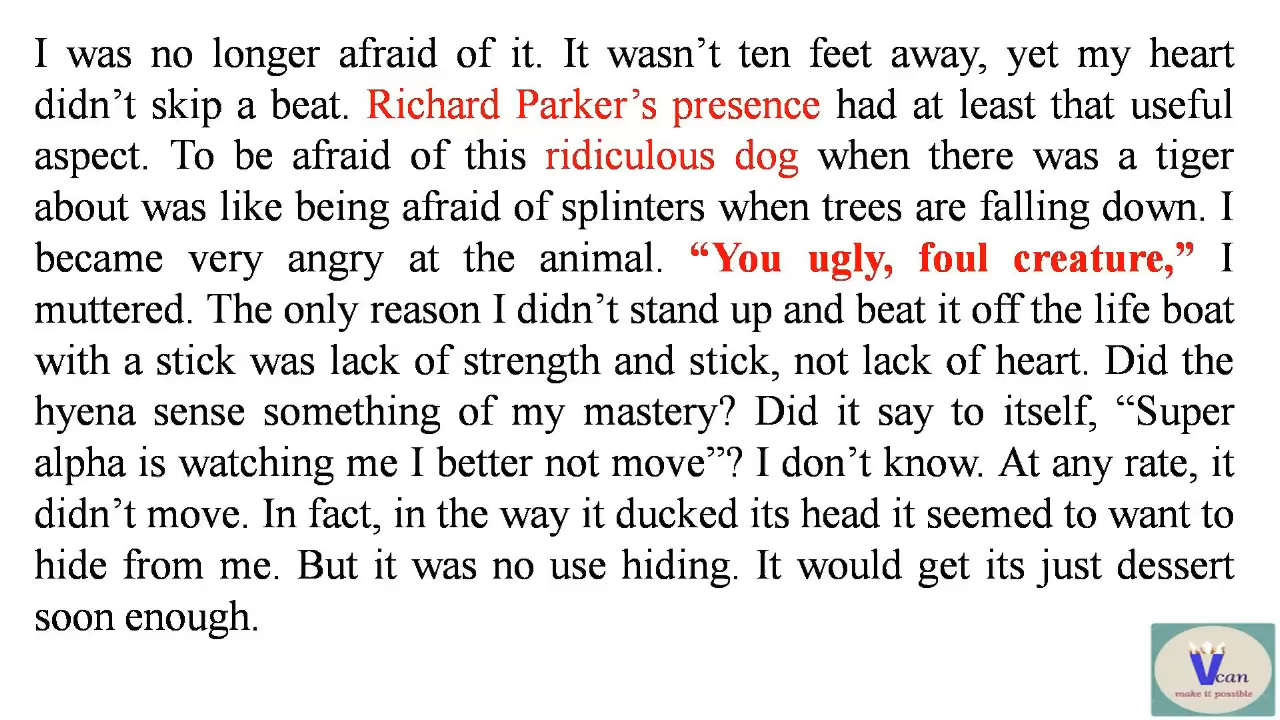 I was no longer afraid of it. It wasn’t ten feet away, yet my heart
didn’t skip a beat. Richard Parker’s presence had at least that useful
aspect. To be afraid of this ridiculous dog when there was a tiger
about was like being afraid of splinters when trees are falling down. I
became very angry at the animal. “You ugly, foul creature,” I
muttered. The only reason I didn’t stand up and beat it off the life boat
with a stick was lack of strength and stick, not lack of heart. Did the
hyena sense something of my mastery? Did it say to itself, “Super
alpha is watching me I better not move”? I don’t know. At any rate, it
didn’t move. In fact, in the way it ducked its head it seemed to want to
hide from me. But it was no use hiding. It would get its just dessert
soon enough.
Vcan
make it possible